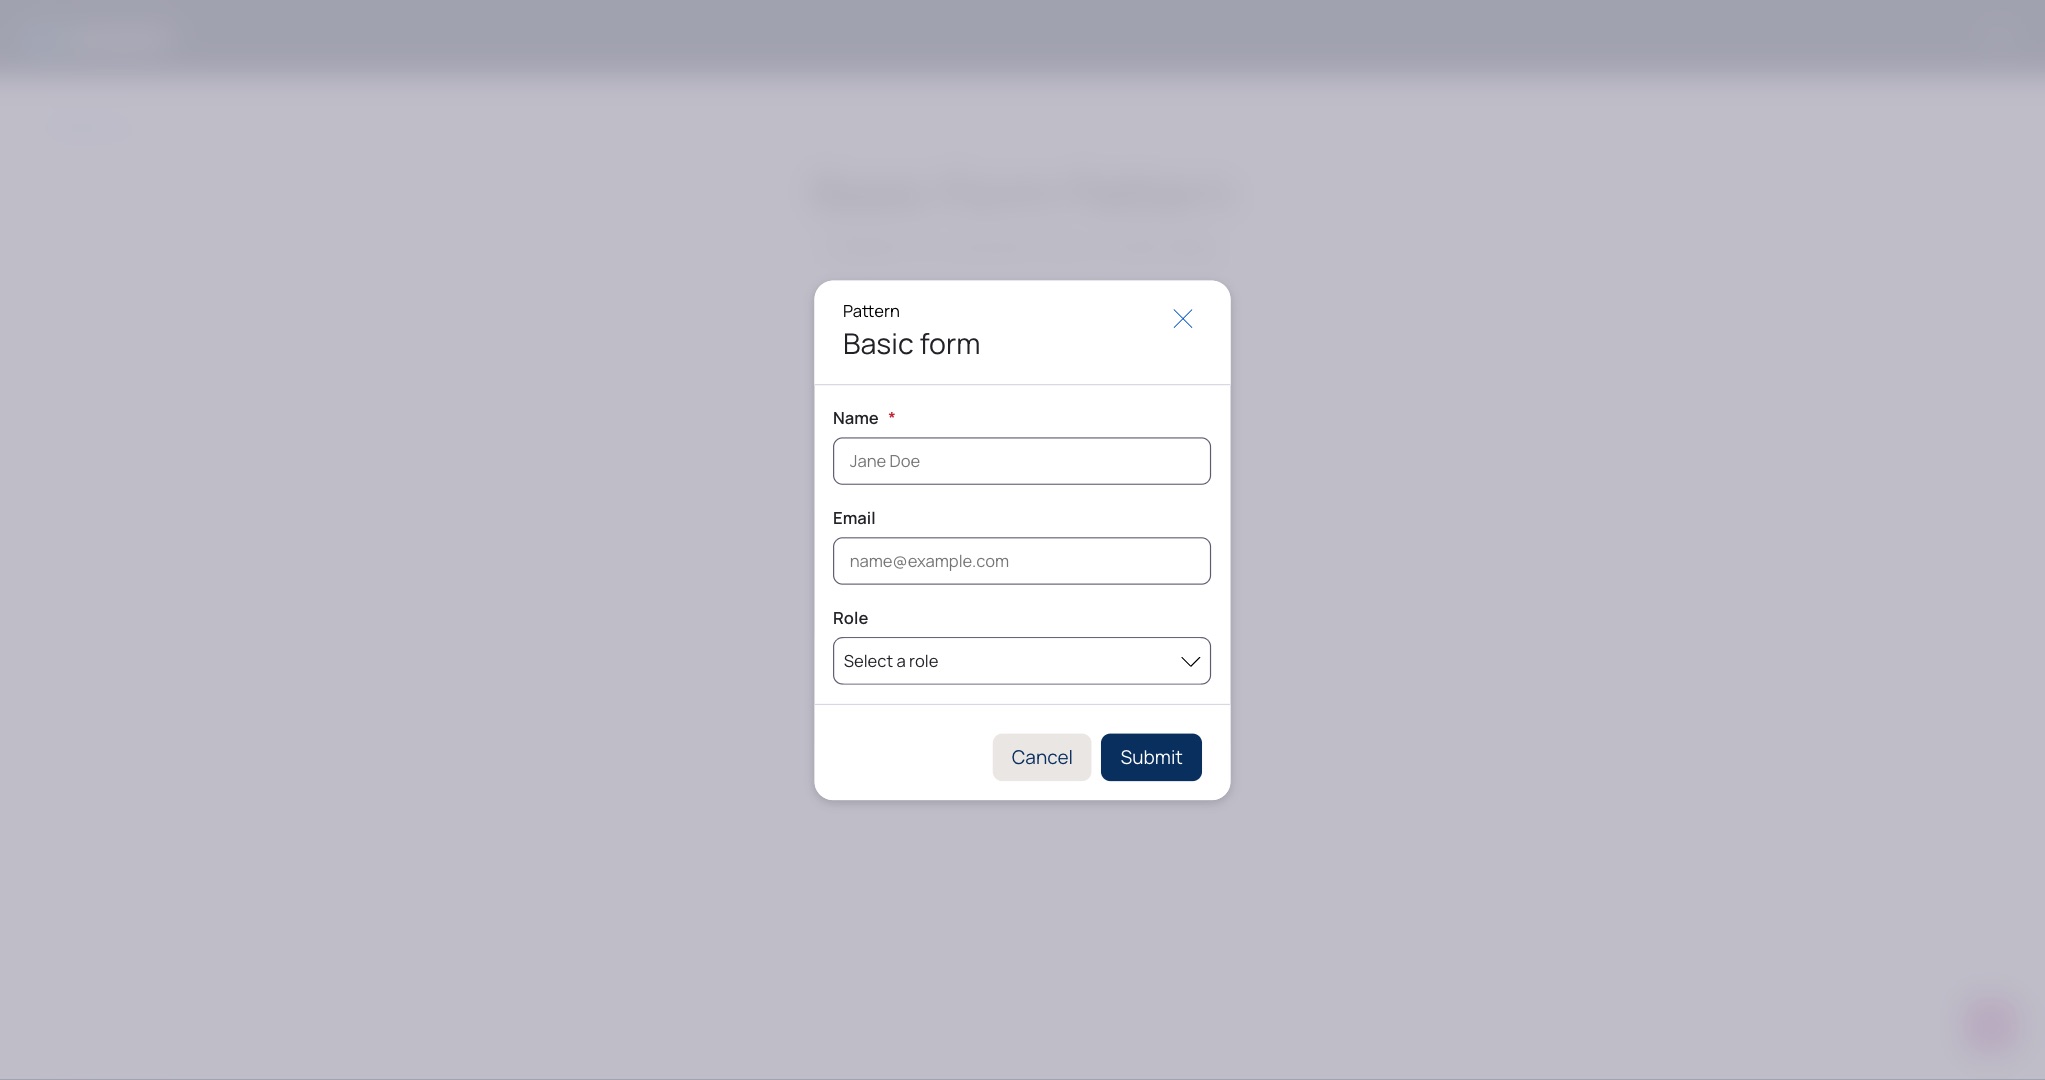 Pattern
Basic form
Name *
Jane Doe
Email
name@example.com
Role
Select a role
Cancel
Submit